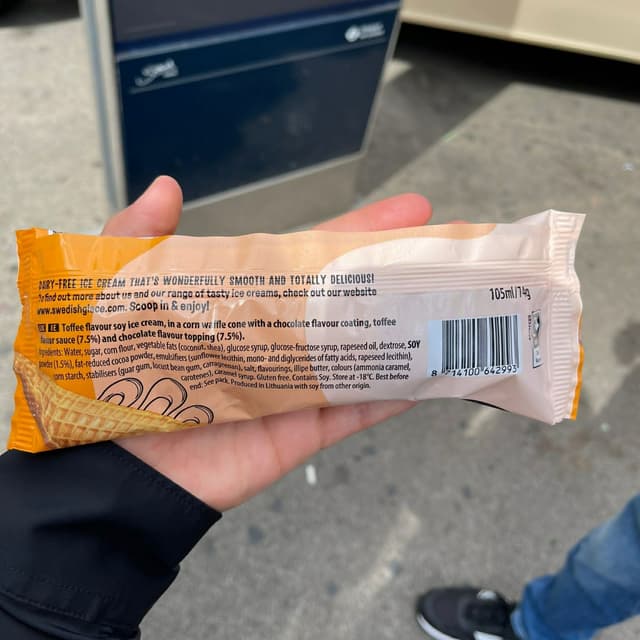 DAIRY-FREE ICE CREAM THAT'S WONDERFULLY SMOOTH AND TOTALLY DELICIOUS!
To find out more about us and our range of tasty ice creams, check out our website
www.swedishglace.com. Scoop in & enjoy!
105ml/74g
IE Toffee flavour soy ice cream, in a corn waffle cone with a chocolate flavour coating, toffee
flavour sauce (7.5%) and chocolate flavour topping (7.5%).
Ingredients: Water, sugar, corn flour, vegetable fats (coconut, shea), glucose syrup, glucose-fructose syrup, rapeseed oil, dextrose, SOY
powder (1.5%), fat-reduced cocoa powder, emulsifiers (sunflower lecithin, mono- and diglycerides of fatty acids, rapeseed lecithin),
corn starch, stabilisers (guar gum, locust bean gum, carrageenan), salt, flavourings, illipe butter, colours (ammonia caramel,
carotenes), caramel syrup. Gluten free. Contains Soy. Store at -18°C. Best before
end: See pack. Produced in Lithuania with soy from other origin.
8 714100 642993